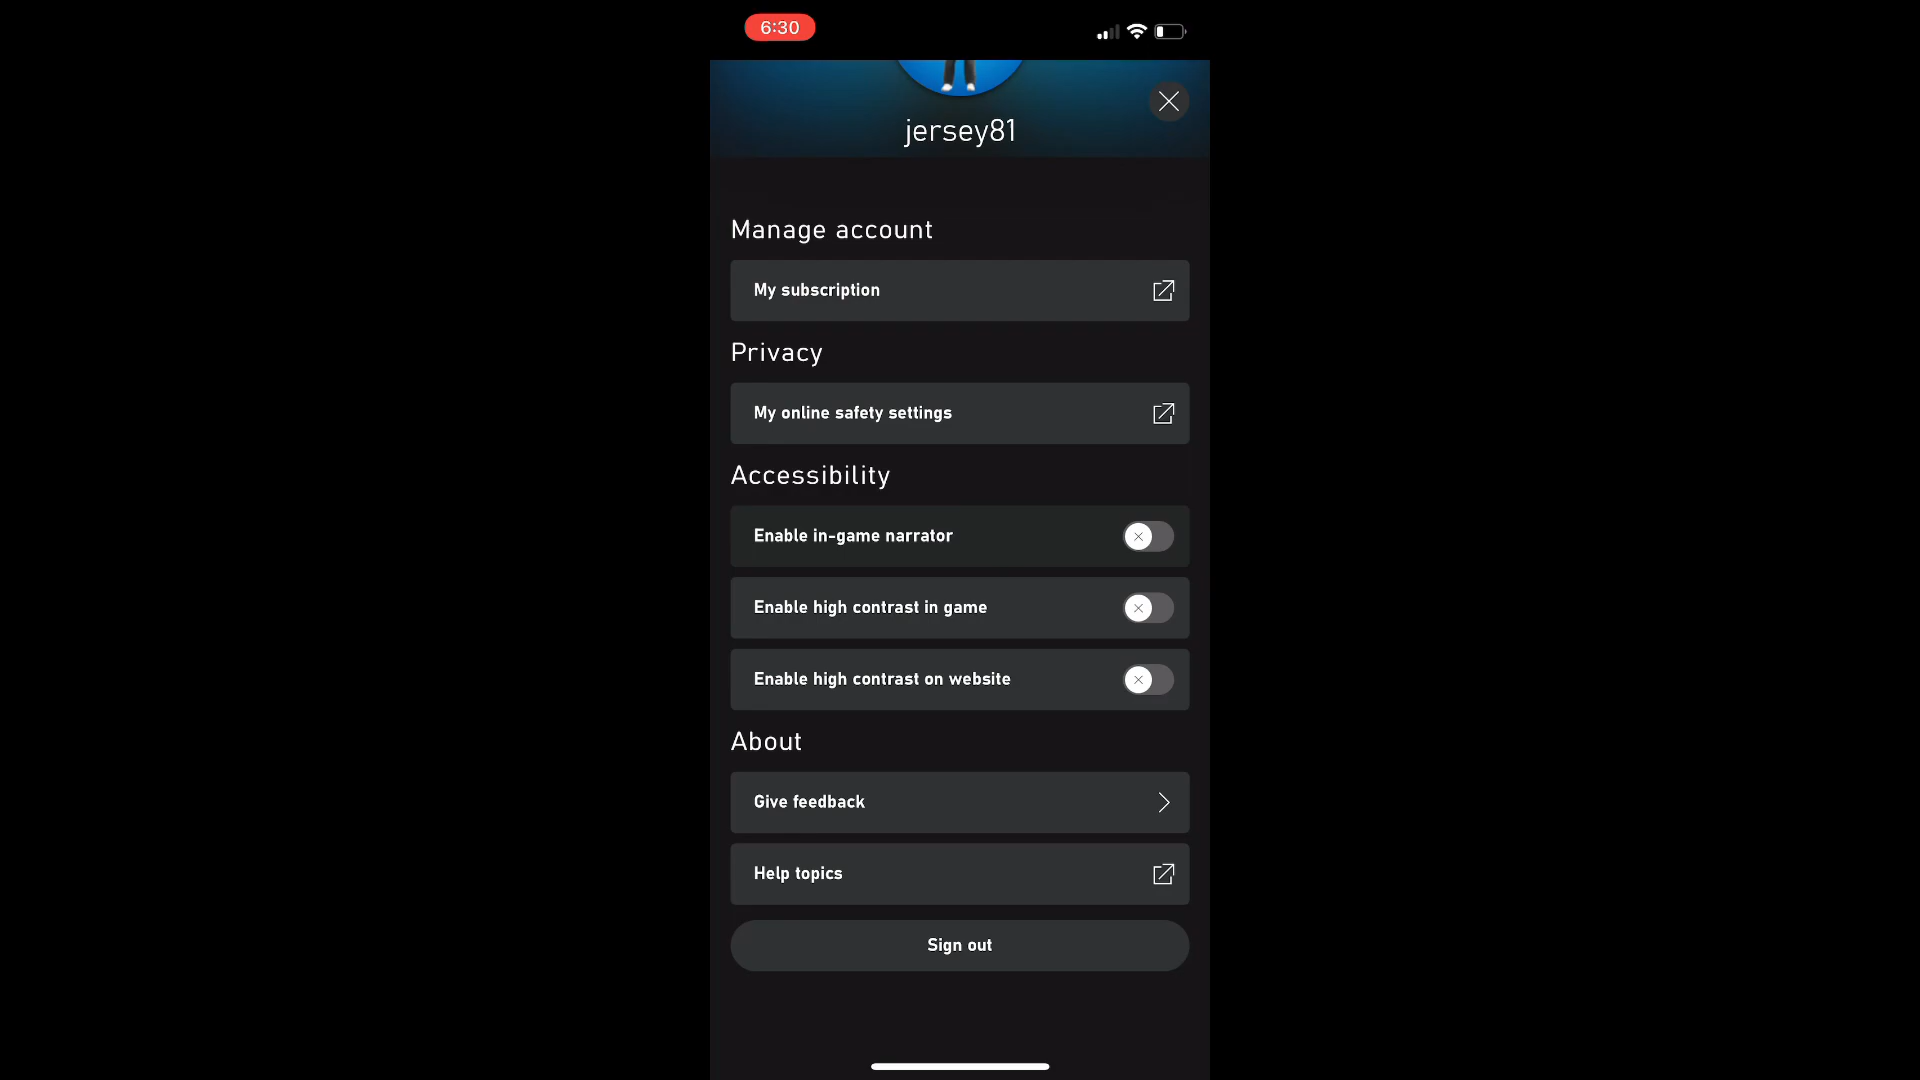 6:30
jersey81
Manage account
My subscription
Privacy
My online safety settings
Accessibility
Enable in-game narrator
Enable high contrast in game
Enable high contrast on website
About
Give feedback
Help topics
Sign out